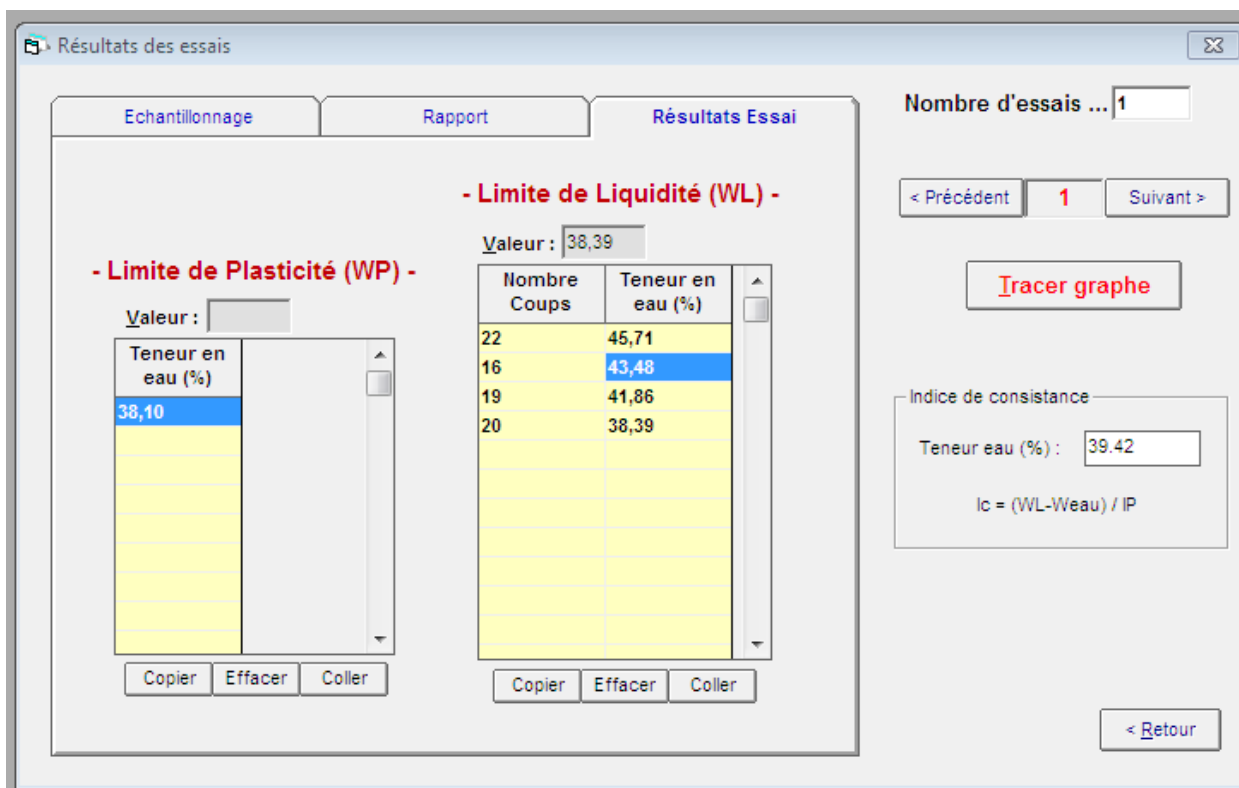 Résultats des essais
Echantillonnage
Rapport
Résultats Essai
- Limite de Plasticité (WP) -
Valeur :
Teneur en
eau (%)
38,10
Copier
Effacer
Coller
- Limite de Liquidité (WL) -
Valeur : 38,39
Nombre Coups Teneur en eau (%)
22 45,71
16 43,48
19 41,86
20 38,39
Copier
Effacer
Coller
Nombre d'essais ... 1
< Précédent 1 Suivant >
Tracer graphe
Indice de consistance
Teneur eau (%) : 39.42
Ic = (WL-Weau) / IP
< Retour